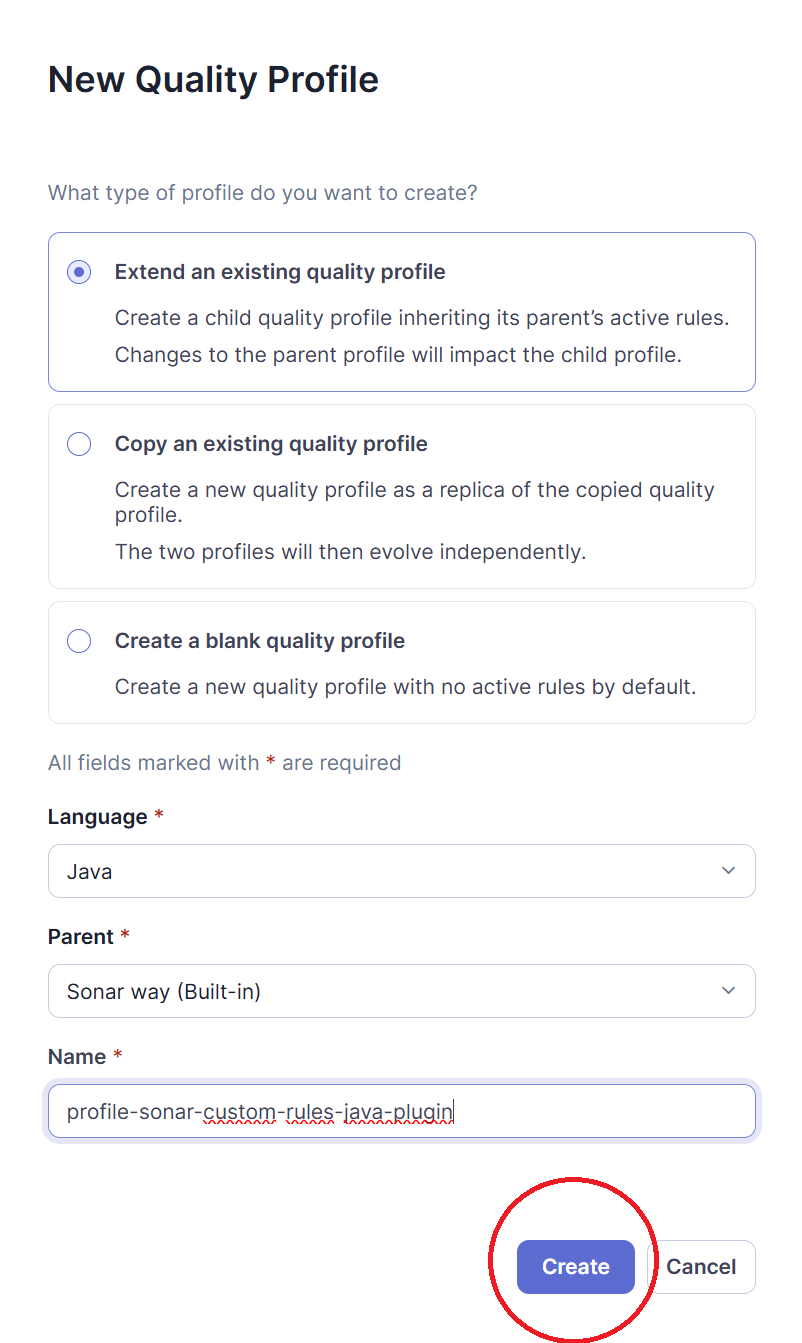 New Quality Profile
What type of profile do you want to create?
Extend an existing quality profile
Create a child quality profile inheriting its parent’s active rules.
Changes to the parent profile will impact the child profile.
Copy an existing quality profile
Create a new quality profile as a replica of the copied quality
profile.
The two profiles will then evolve independently.
Create a blank quality profile
Create a new quality profile with no active rules by default.
All fields marked with * are required
Language *
Java
Parent *
Sonar way (Built-in)
Name *
profile-sonar-custom-rules-java-plugin
Create Cancel